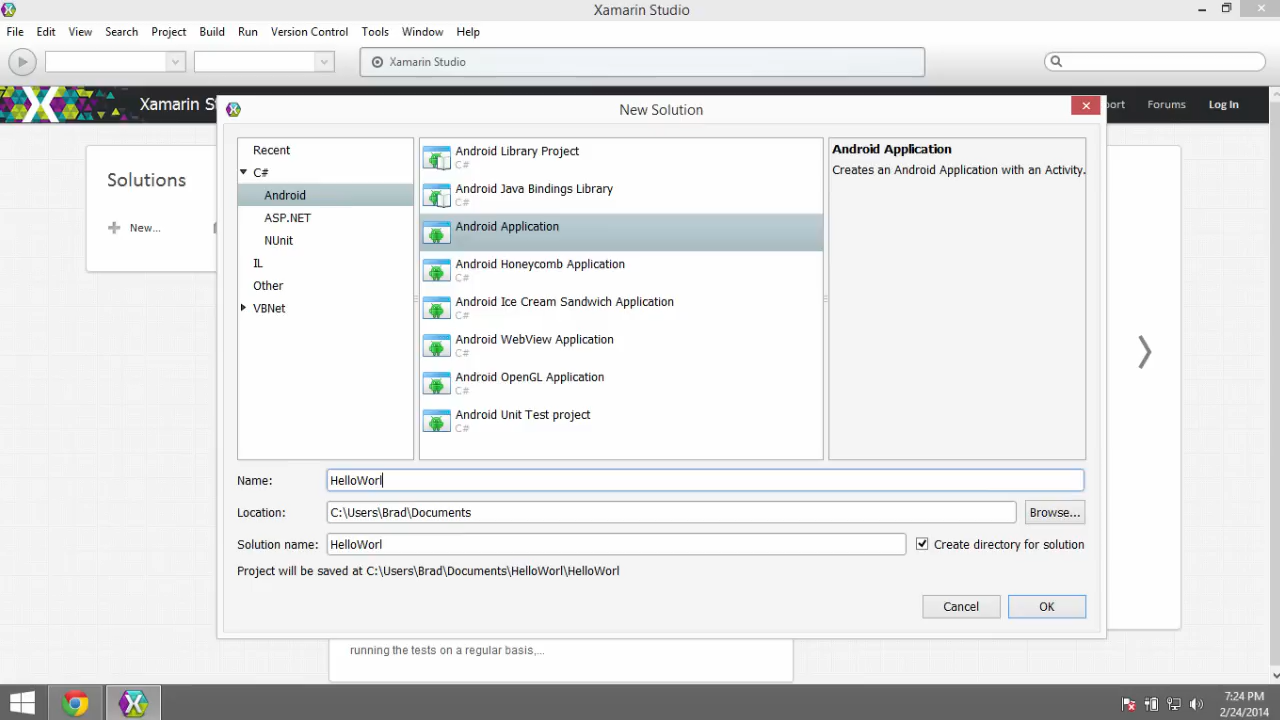 Xamarin Studio
File Edit View Search Project Build Run Version Control Tools Window Help
Xamarin Studio
Xamarin S
Forums Log In
New Solution
Solutions
New...
Recent
C#
Android
ASP.NET
NUnit
IL
Other
VBNet
Android Library Project
C#
Android Java Bindings Library
C#
Android Application
Android Honeycomb Application
C#
Android Ice Cream Sandwich Application
C#
Android WebView Application
C#
Android OpenGL Application
C#
Android Unit Test project
C#
Android Application
Creates an Android Application with an Activity.
Name: HelloWorl
Location: C:\Users\Brad\Documents Browse...
Solution name: HelloWorl Create directory for solution
Project will be saved at C:\Users\Brad\Documents\HelloWorl\HelloWorl
Cancel OK
running the tests on a regular basis,...
7:24 PM
2/24/2014